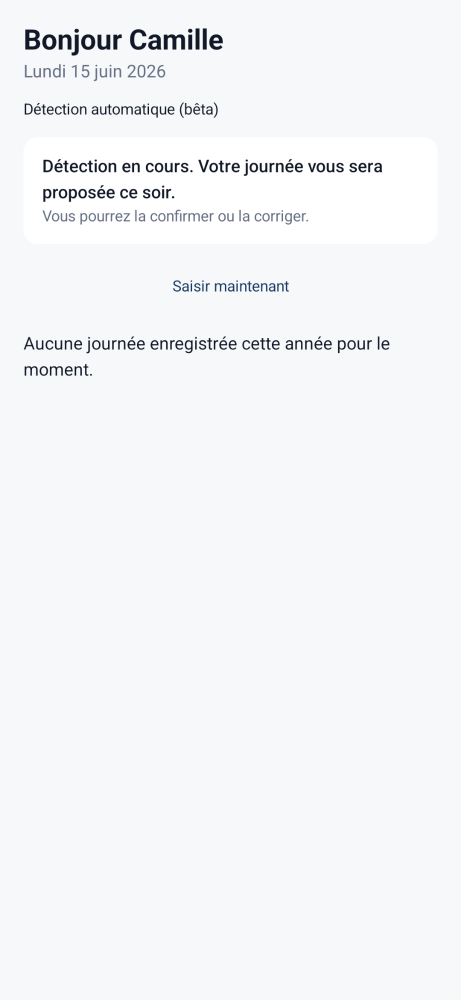 Bonjour Camille
Lundi 15 juin 2026
Détection automatique (bêta)
Détection en cours. Votre journée vous sera
proposée ce soir.
Vous pourrez la confirmer ou la corriger.
Saisir maintenant
Aucune journée enregistrée cette année pour le
moment.